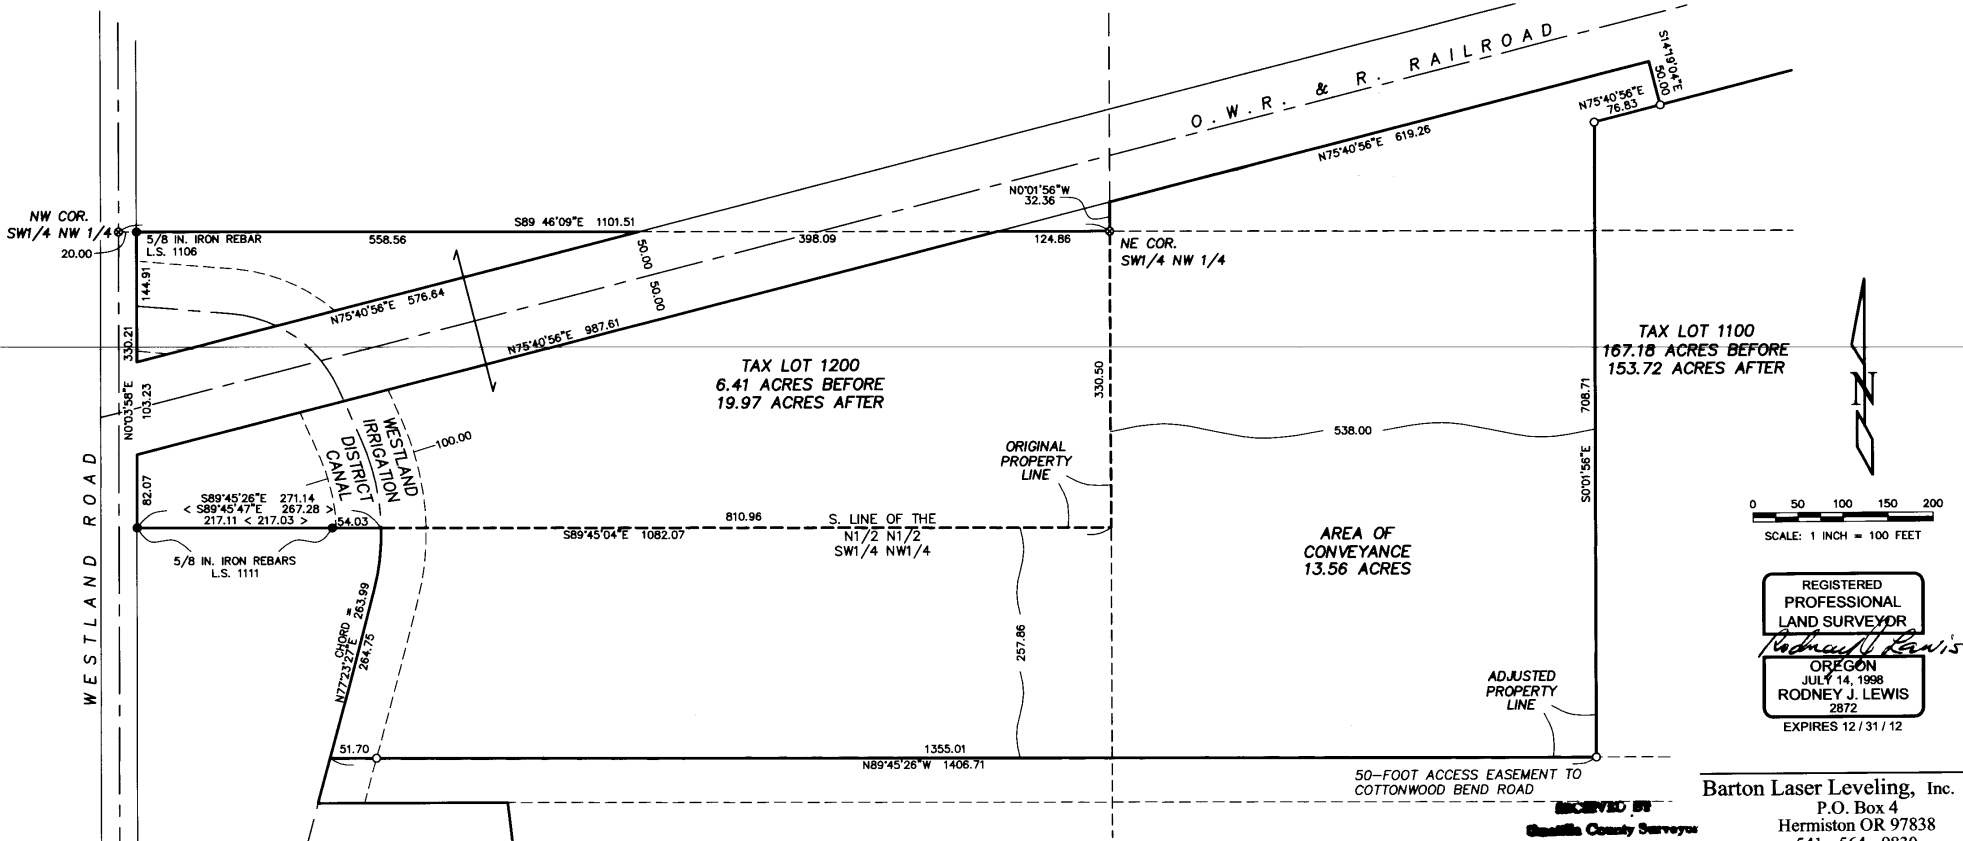 O. W. R. & R. RAILROAD
S14°19'04"E
50.00
N75°40'56"E
76.83
N75°40'56"E 619.26
N0°01'56"W
32.36
NW COR.
SW1/4 NW 1/4
20.00
5/8 IN. IRON REBAR
L.S. 1106
S89 46'09"E 1101.51
558.56
398.09
124.86
NE COR.
SW1/4 NW 1/4
50.00
50.00
144.91
N75°40'56"E 576.64
N75°40'56"E 987.61
330.21
N0°03'58"E
103.23
TAX LOT 1200
6.41 ACRES BEFORE
19.97 ACRES AFTER
330.50
TAX LOT 1100
167.18 ACRES BEFORE
153.72 ACRES AFTER
708.71
S0°01'56"E
N
WESTLAND
IRRIGATION
DISTRICT
CANAL
100.00
538.00
ORIGINAL
PROPERTY
LINE
WESTLAND ROAD
82.07
S89°45'26"E 271.14
< S89°45'47"E 267.28 >
217.11 < 217.03 >
54.03
5/8 IN. IRON REBARS
L.S. 1111
810.96
S89°45'04"E 1082.07
S. LINE OF THE
N1/2 N1/2
SW1/4 NW1/4
AREA OF
CONVEYANCE
13.56 ACRES
0 50 100 150 200
SCALE: 1 INCH = 100 FEET
CHORD =
N77°23'27"E 263.99
264.75
257.86
REGISTERED
PROFESSIONAL
LAND SURVEYOR
Rodney J. Lewis
OREGON
JULY 14, 1998
RODNEY J. LEWIS
2872
EXPIRES 12/31/12
ADJUSTED
PROPERTY
LINE
51.70
1355.01
N89°45'26"W 1406.71
50-FOOT ACCESS EASEMENT TO
COTTONWOOD BEND ROAD
RECEIVED BY
Umatilla County Surveyor
Barton Laser Leveling, Inc.
P.O. Box 4
Hermiston OR 97838